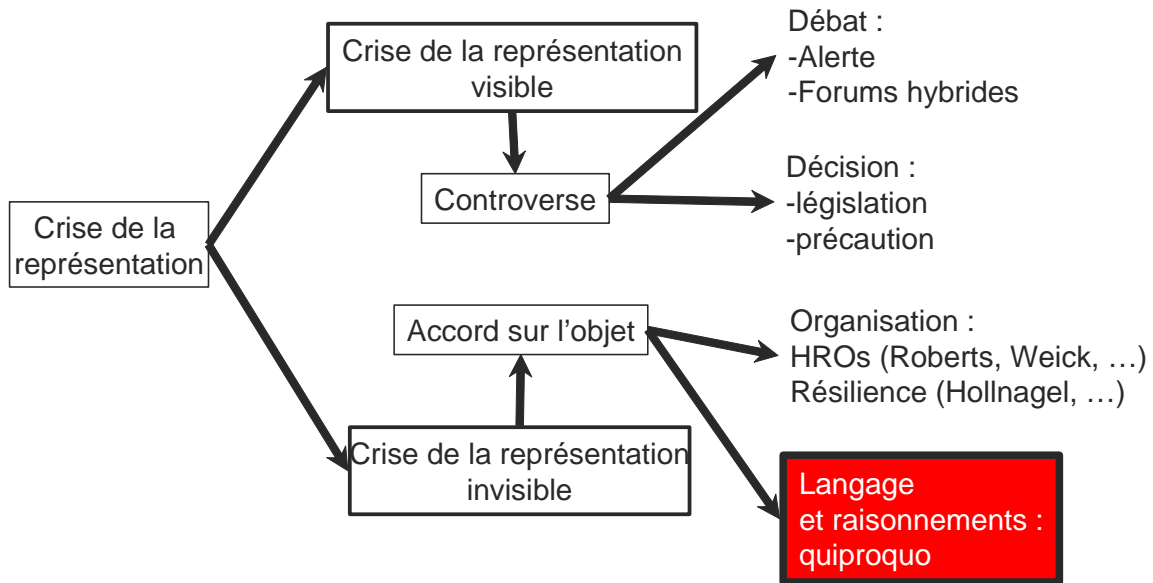 Crise de la
représentation
Crise de la représentation
visible
Controverse
Débat :
-Alerte
-Forums hybrides
Décision :
-législation
-précaution
Crise de la représentation
invisible
Accord sur l’objet
Organisation :
HROs (Roberts, Weick, …)
Résilience (Hollnagel, …)
Langage
et raisonnements :
quiproquo